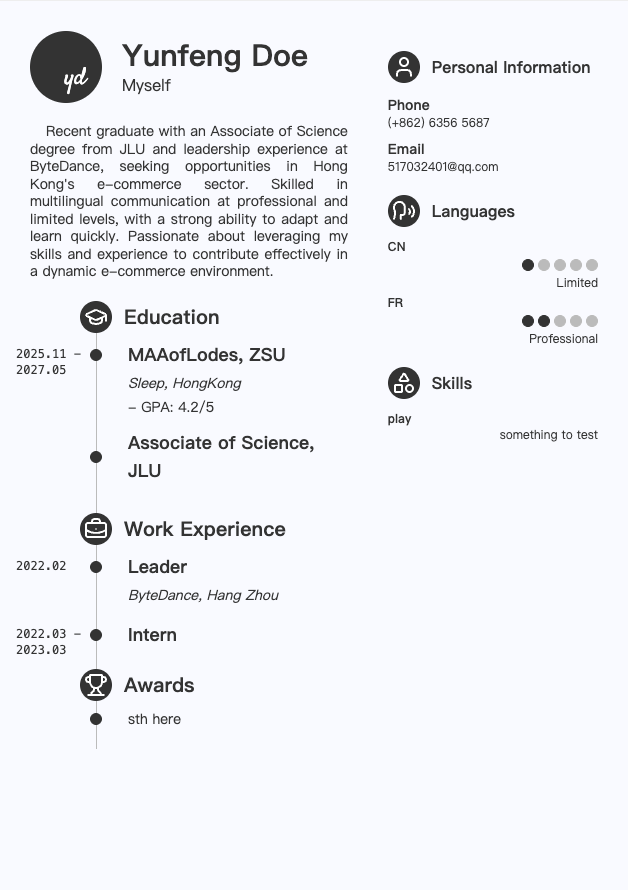 yd
Yunfeng Doe
Myself
Recent graduate with an Associate of Science
degree from JLU and leadership experience at
ByteDance, seeking opportunities in Hong
Kong's e-commerce sector. Skilled in
multilingual communication at professional and
limited levels, with a strong ability to adapt and
learn quickly. Passionate about leveraging my
skills and experience to contribute effectively in
a dynamic e-commerce environment.
Education
2025.11 -
2027.05
MAAofLodes, ZSU
Sleep, HongKong
- GPA: 4.2/5
Associate of Science,
JLU
Work Experience
2022.02
Leader
ByteDance, Hang Zhou
2022.03 -
2023.03
Intern
Awards
sth here
Personal Information
Phone
(+862) 6356 5687
Email
517032401@qq.com
Languages
CN
Limited
FR
Professional
Skills
play
something to test